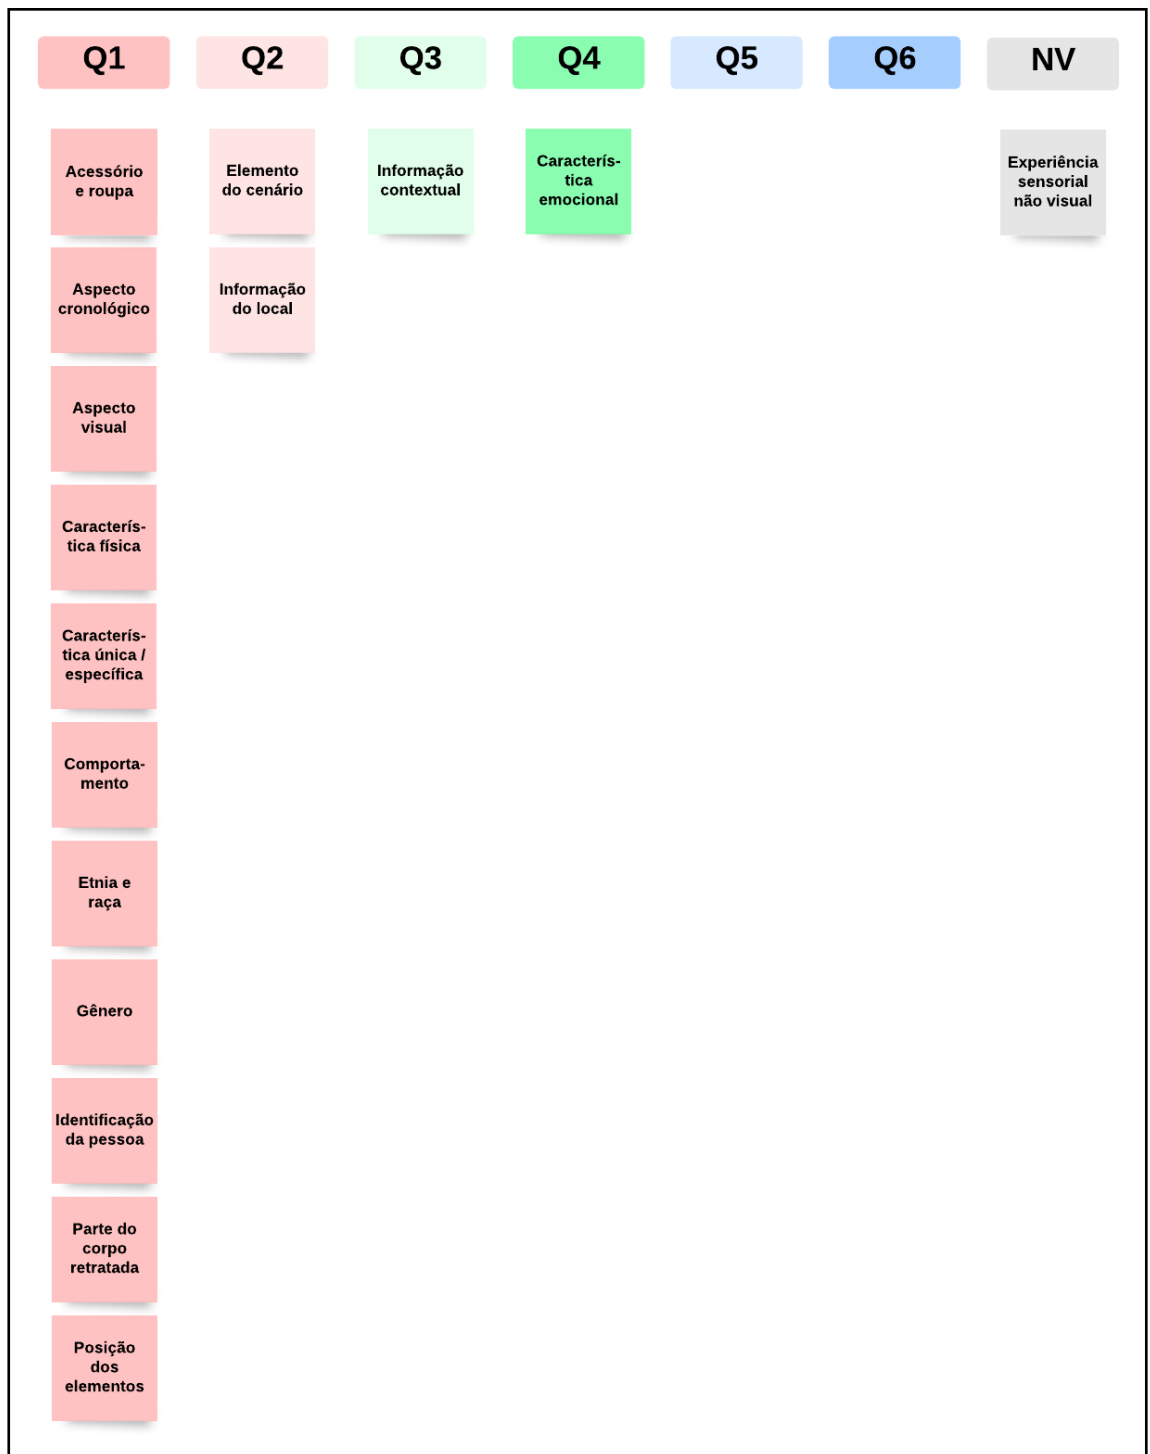 Q1
Q2
Q3
Q4
Q5
Q6
NV
Acessório
e roupa
Elemento
do cenário
Informação
contextual
Caracterís-
tica
emocional
Experiência
sensorial
não visual
Aspecto
cronológico
Informação
do local
Aspecto
visual
Caracterís-
tica física
Caracterís-
tica única /
específica
Comporta-
mento
Etnia e
raça
Gênero
Identificação
da pessoa
Parte do
corpo
retratada
Posição
dos
elementos